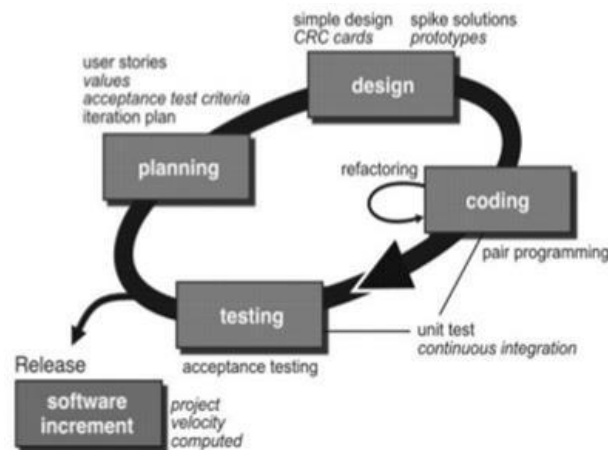 simple design
CRC cards
spike solutions
prototypes
user stories
values
acceptance test criteria
iteration plan
design
planning
refactoring
coding
pair programming
testing
unit test
continuous integration
acceptance testing
Release
software
increment
project
velocity
computed